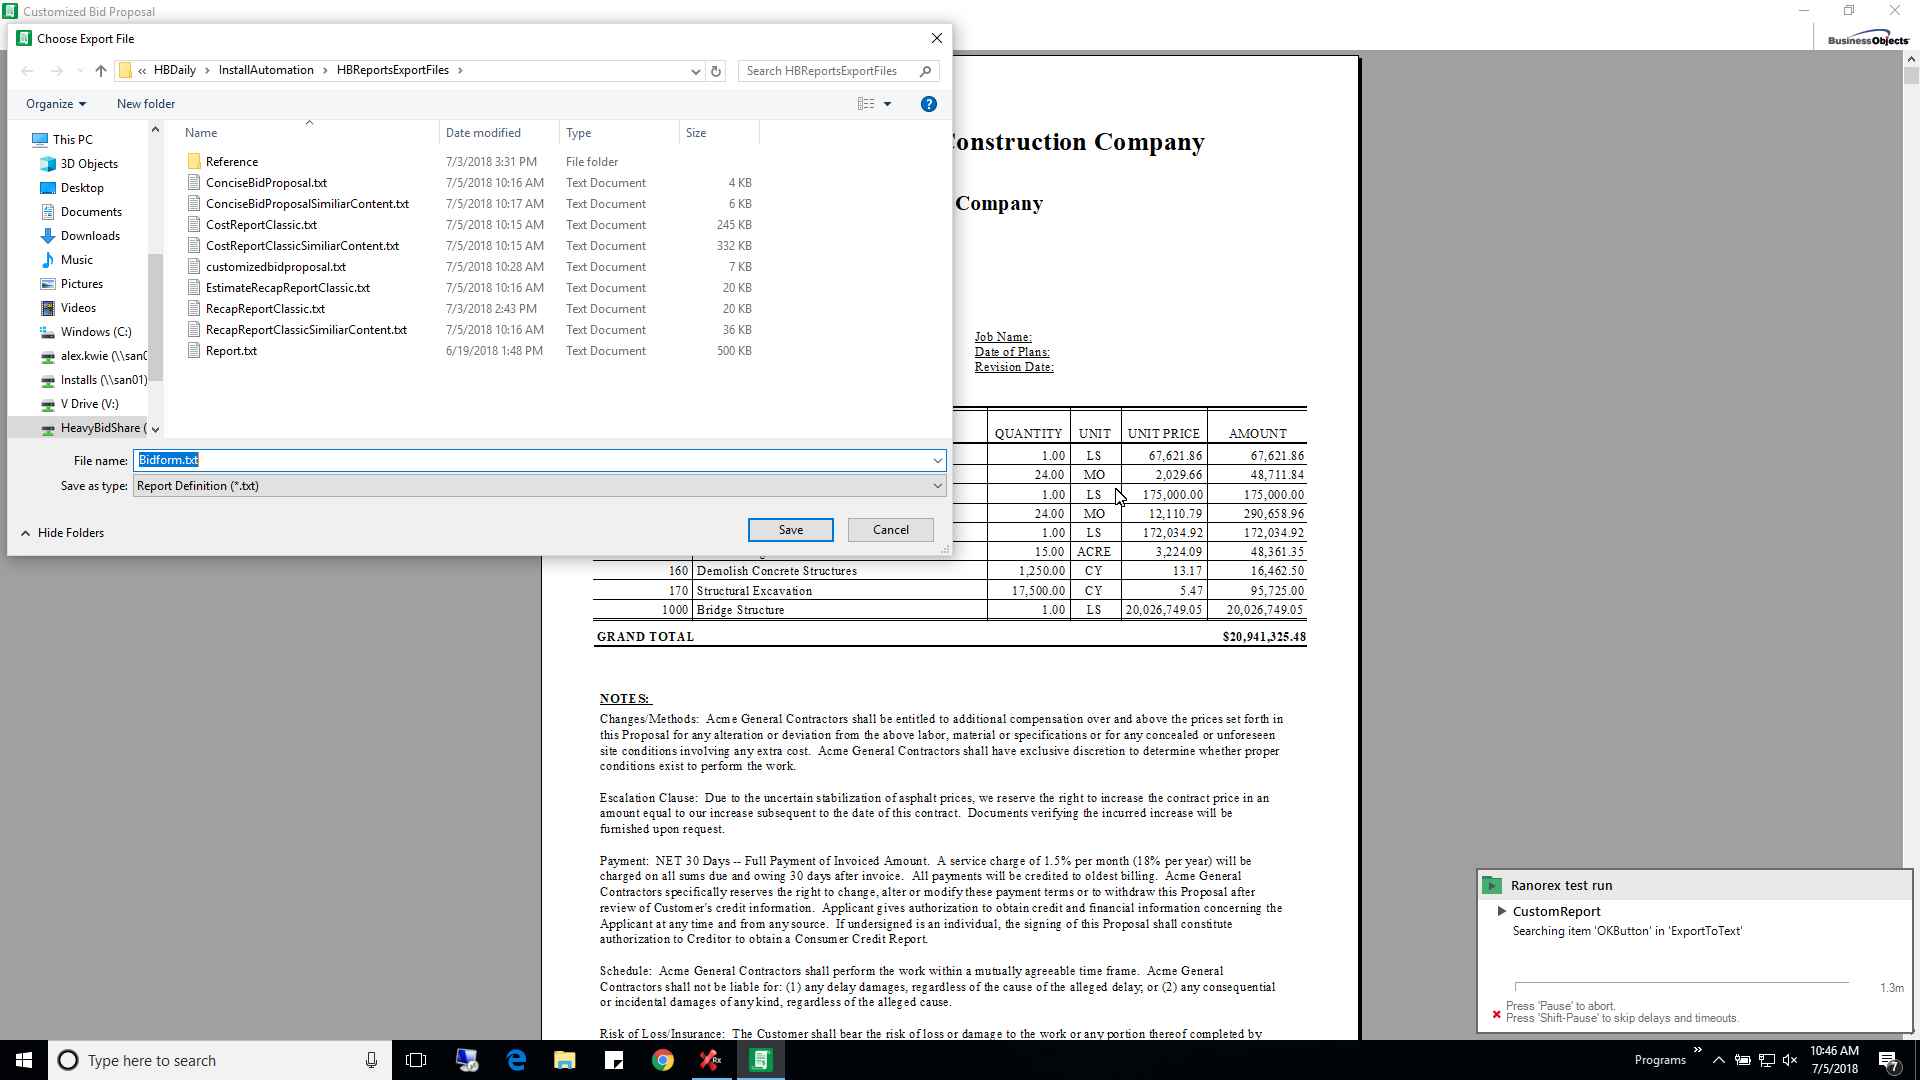 Customized Bid Proposal
BusinessObjects
Choose Export File
« HBDaily > InstallAutomation > HBReportsExportFiles >
Search HBReportsExportFiles
Organize
New folder
?
This PC
3D Objects
Desktop
Documents
Downloads
Music
Pictures
Videos
Windows (C:)
alex.kwie (\\san0
Installs (\\san01)
V Drive (V:)
HeavyBidShare (
Name Date modified Type Size
Reference 7/3/2018 3:31 PM File folder
ConciseBidProposal.txt 7/5/2018 10:16 AM Text Document 4 KB
ConciseBidProposalSimiliarContent.txt 7/5/2018 10:17 AM Text Document 6 KB
CostReportClassic.txt 7/5/2018 10:15 AM Text Document 245 KB
CostReportClassicSimiliarContent.txt 7/5/2018 10:15 AM Text Document 332 KB
customizedbidproposal.txt 7/5/2018 10:28 AM Text Document 7 KB
EstimateRecapReportClassic.txt 7/5/2018 10:16 AM Text Document 20 KB
RecapReportClassic.txt 7/3/2018 2:43 PM Text Document 20 KB
RecapReportClassicSimiliarContent.txt 7/5/2018 10:16 AM Text Document 36 KB
Report.txt 6/19/2018 1:48 PM Text Document 500 KB
File name: Bidform.txt
Save as type: Report Definition (*.txt)
Hide Folders
Save
Cancel
onstruction Company
Company
Job Name:
Date of Plans:
Revision Date:
QUANTITY UNIT UNIT PRICE AMOUNT
1.00 LS 67,621.86 67,621.86
24.00 MO 2,029.66 48,711.84
1.00 LS 175,000.00 175,000.00
24.00 MO 12,110.79 290,658.96
1.00 LS 172,034.92 172,034.92
15.00 ACRE 3,224.09 48,361.35
160 Demolish Concrete Structures 1,250.00 CY 13.17 16,462.50
170 Structural Excavation 17,500.00 CY 5.47 95,725.00
1000 Bridge Structure 1.00 LS 20,026,749.05 20,026,749.05
GRAND TOTAL $20,941,325.48
NOTES:
Changes/Methods: Acme General Contractors shall be entitled to additional compensation over and above the prices set forth in
this Proposal for any alteration or deviation from the above labor, material or specifications or for any concealed or unforeseen
site conditions involving any extra cost. Acme General Contractors shall have exclusive discretion to determine whether proper
conditions exist to perform the work.
Escalation Clause: Due to the uncertain stabilization of asphalt prices, we reserve the right to increase the contract price in an
amount equal to our increase subsequent to the date of this contract. Documents verifying the incurred increase will be
furnished upon request.
Payment: NET 30 Days -- Full Payment of Invoiced Amount. A service charge of 1.5% per month (18% per year) will be
charged on all sums due and owing 30 days after invoice. All payments will be credited to oldest billing. Acme General
Contractors specifically reserves the right to change, alter or modify these payment terms or to withdraw this Proposal after
review of Customer's credit information. Applicant gives authorization to obtain credit and financial information concerning the
Applicant at any time and from any source. If undersigned is an individual, the signing of this Proposal shall constitute
authorization to Creditor to obtain a Consumer Credit Report.
Schedule: Acme General Contractors shall perform the work within a mutually agreeable time frame. Acme General
Contractors shall not be liable for: (1) any delay damages, regardless of the cause of the alleged delay; or (2) any consequential
or incidental damages of any kind, regardless of the alleged cause.
Risk of Loss/Insurance: The Customer shall bear the risk of loss or damage to the work or any portion thereof completed by
Ranorex test run
CustomReport
Searching item 'OKButton' in 'ExportToText'
1.3m
Press 'Pause' to abort.
Press 'Shift-Pause' to skip delays and timeouts.
Type here to search
Programs
10:46 AM
7/5/2018
7